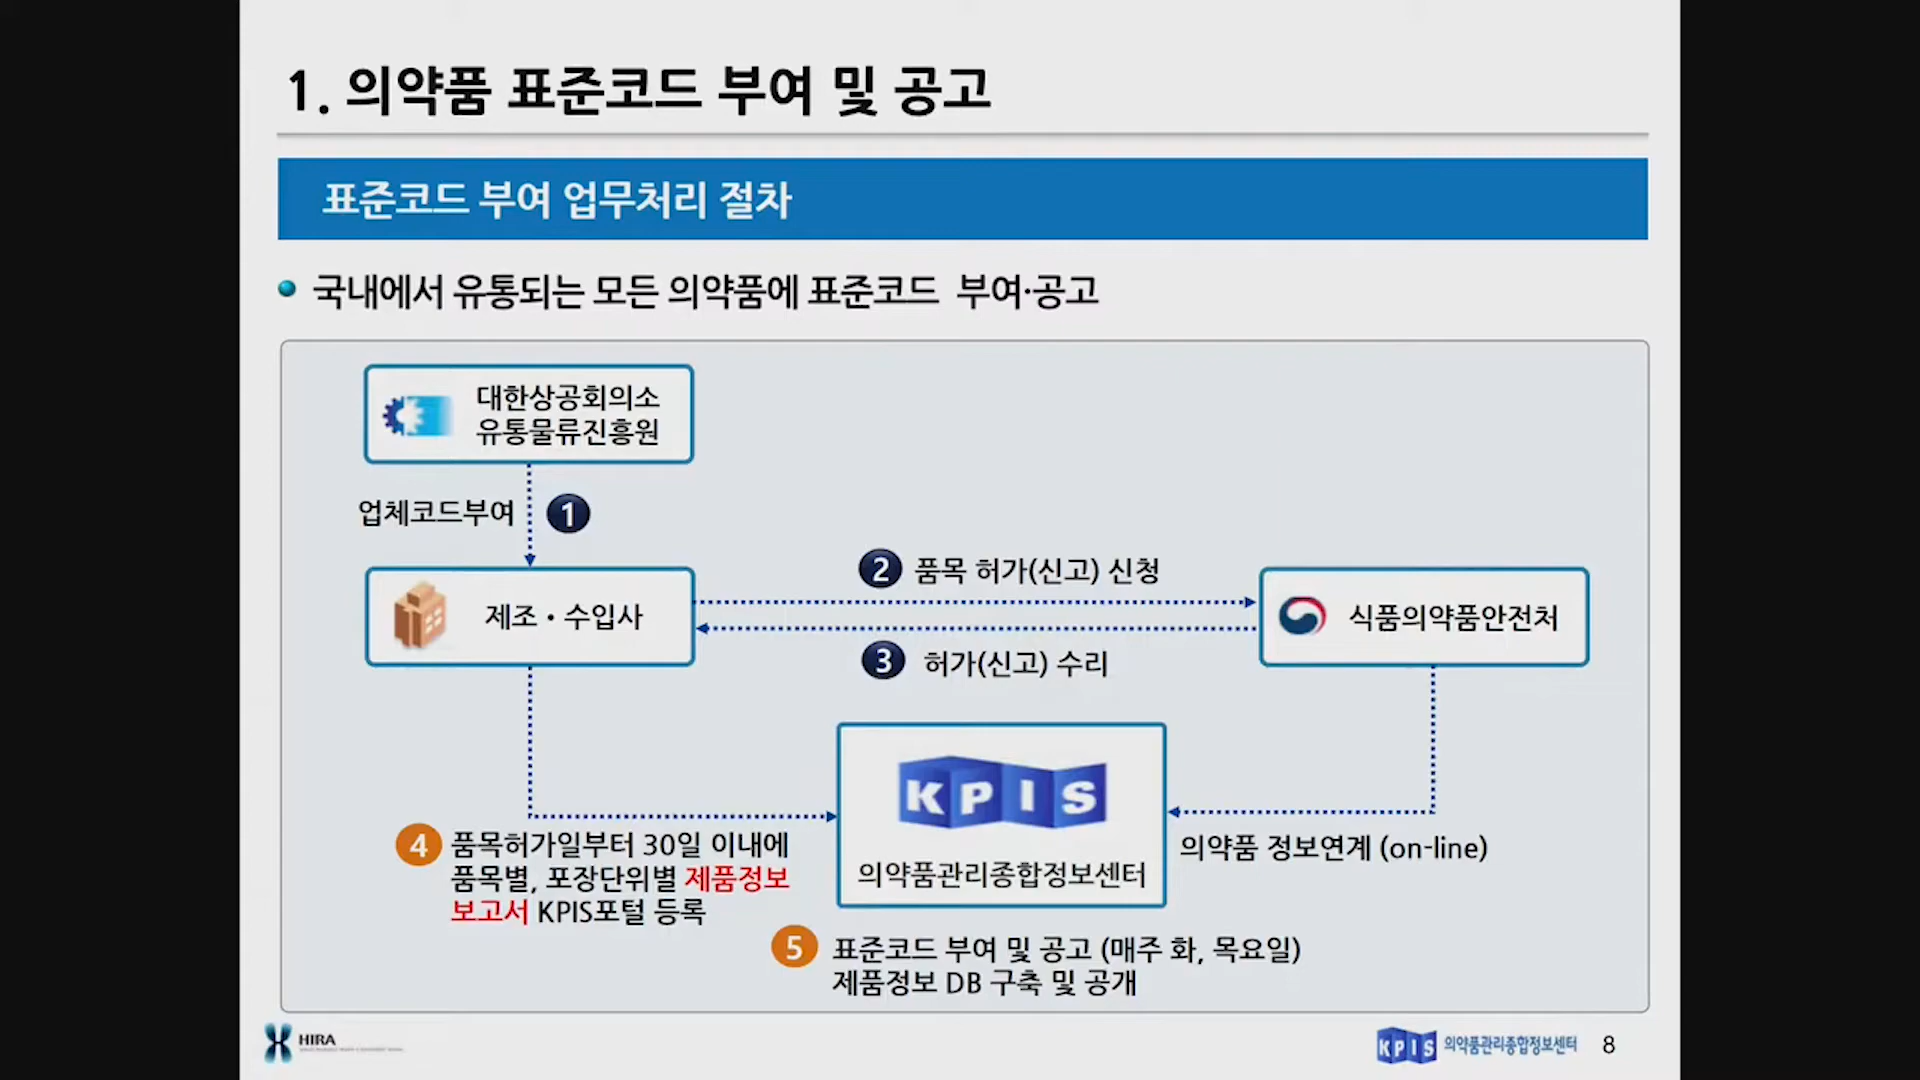 1. 의약품 표준코드 부여 및 공고
표준코드 부여 업무처리 절차
국내에서 유통되는 모든 의약품에 표준코드 부여·공고
대한상공회의소
유통물류진흥원
업체코드부여 1
2 품목 허가(신고) 신청
제조·수입사
식품의약품안전처
3 허가(신고) 수리
KPIS
의약품관리종합정보센터
의약품 정보연계 (on-line)
4 품목허가일부터 30일 이내에
품목별, 포장단위별 제품정보
보고서 KPIS포털 등록
5 표준코드 부여 및 공고 (매주 화, 목요일)
제품정보 DB 구축 및 공개
HIRA
KPIS 의약품관리종합정보센터 8